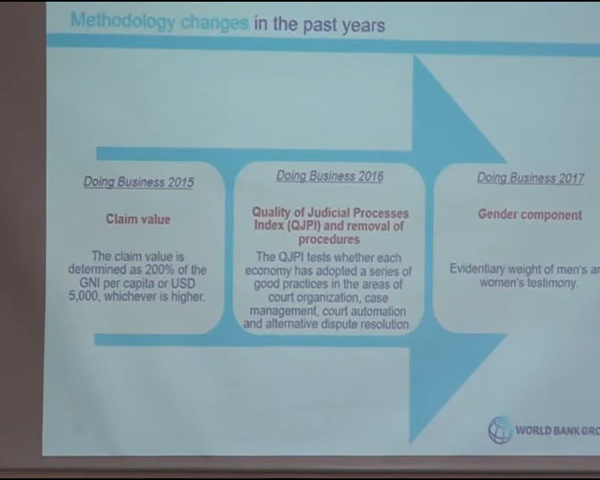 Methodology changes in the past years
Doing Business 2015
Claim value
The claim value is
determined as 200% of the
GNI per capita or USD
5,000, whichever is higher.
Doing Business 2016
Quality of Judicial Processes
Index (QJPI) and removal of
procedures
The QJPI tests whether each
economy has adopted a series of
good practices in the areas of
court organization, case
management, court automation
and alternative dispute resolution
Doing Business 2017
Gender component
Evidentiary weight of men's
women's testimony.
WORLD BANK